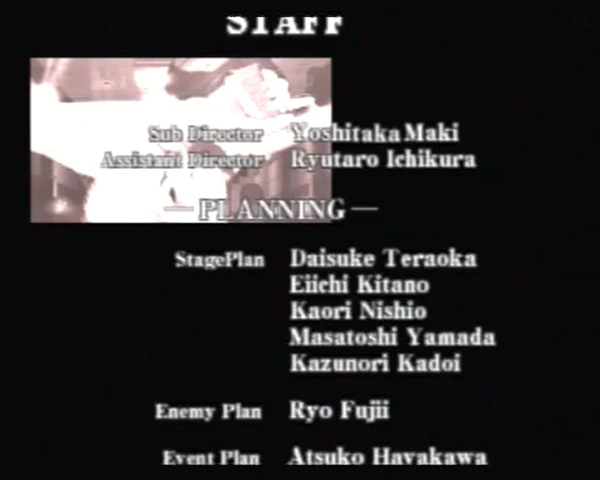 STAFF
Sub Director Yoshitaka Maki
Assistant Director Ryutaro Ichikura
— PLANNING —
StagePlan Daisuke Teraoka
Eiichi Kitano
Kaori Nishio
Masatoshi Yamada
Kazunori Kadoi
Enemy Plan Ryo Fujii
Event Plan Atsuko Hayakawa